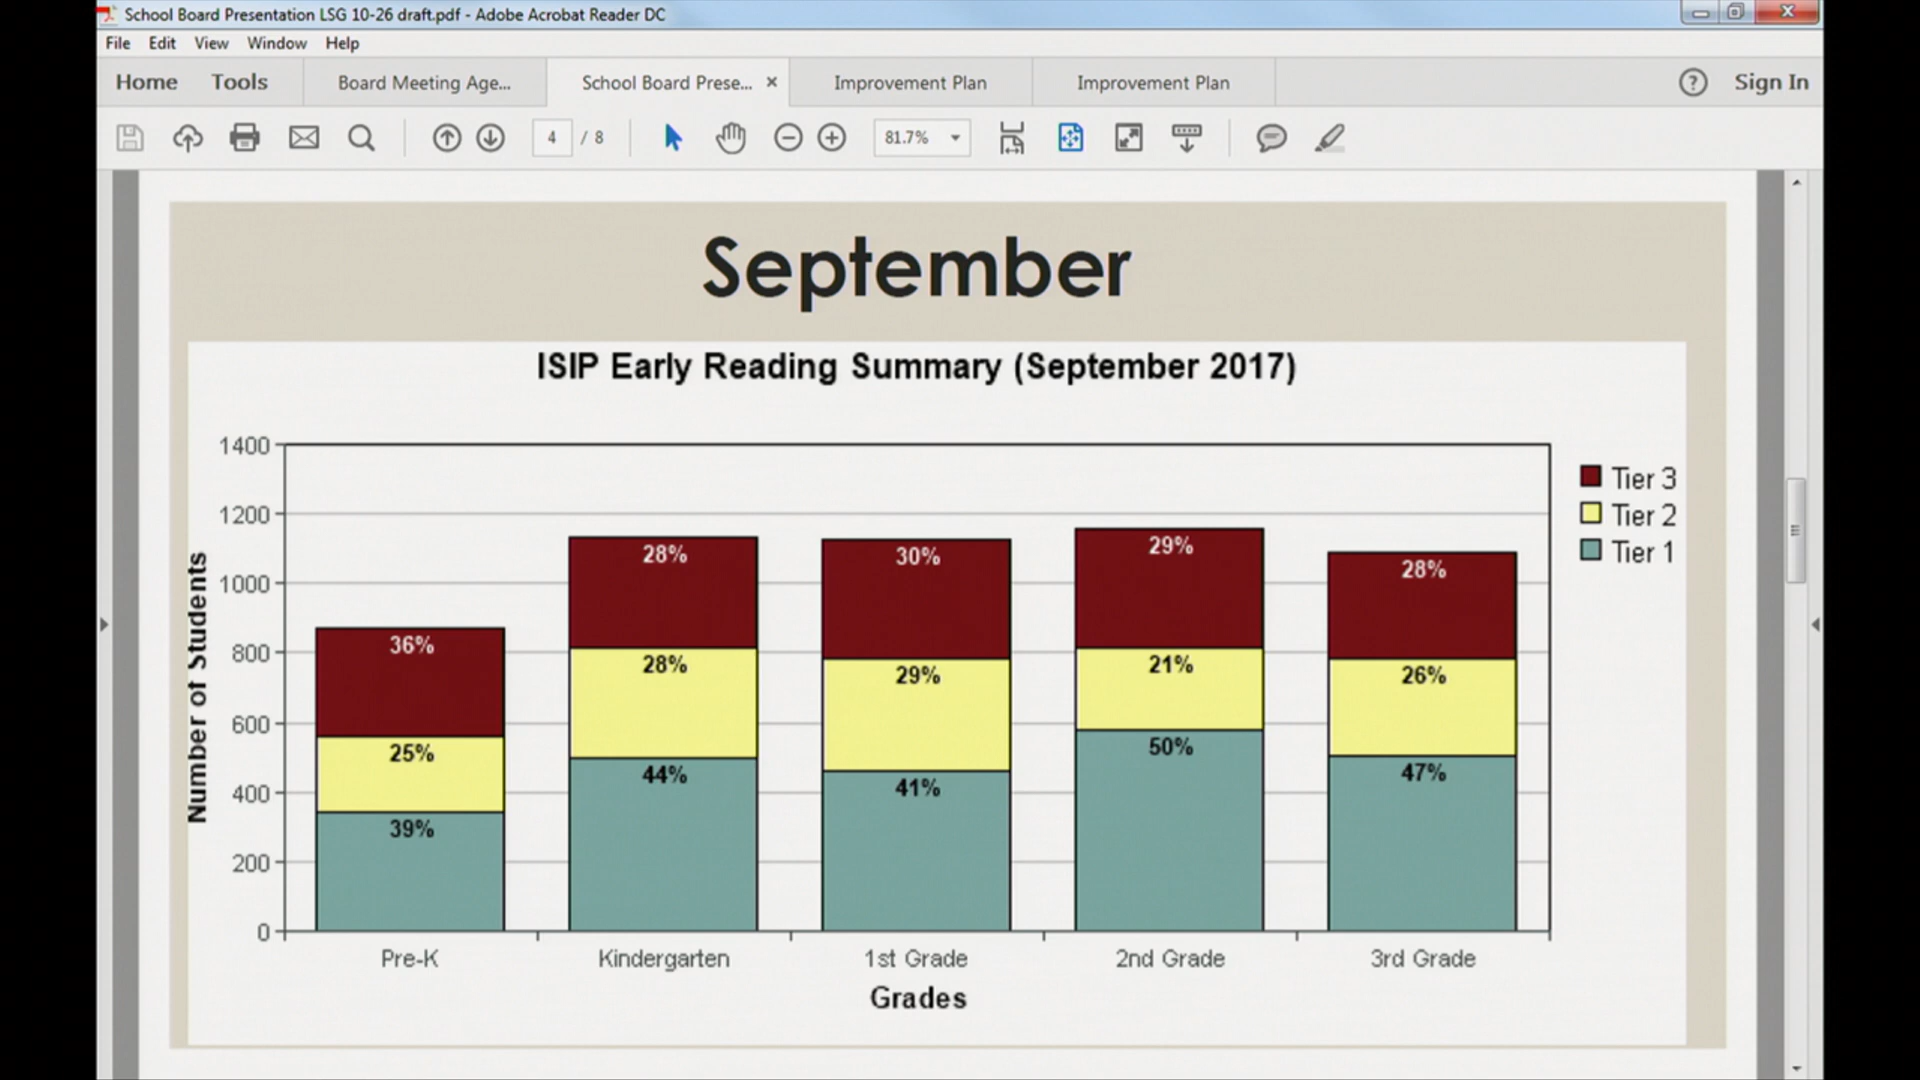 School Board Presentation LSG 10-26 draft.pdf - Adobe Acrobat Reader DC
File Edit View Window Help
Home Tools Board Meeting Age... School Board Prese... Improvement Plan Improvement Plan Sign In
4 / 8 81.7%
September
ISIP Early Reading Summary (September 2017)
1400
1200
1000
800
600
400
200
0
Number of Students
36%
25%
39%
28%
28%
44%
30%
29%
41%
29%
21%
50%
28%
26%
47%
Tier 3
Tier 2
Tier 1
Pre-K Kindergarten 1st Grade 2nd Grade 3rd Grade
Grades